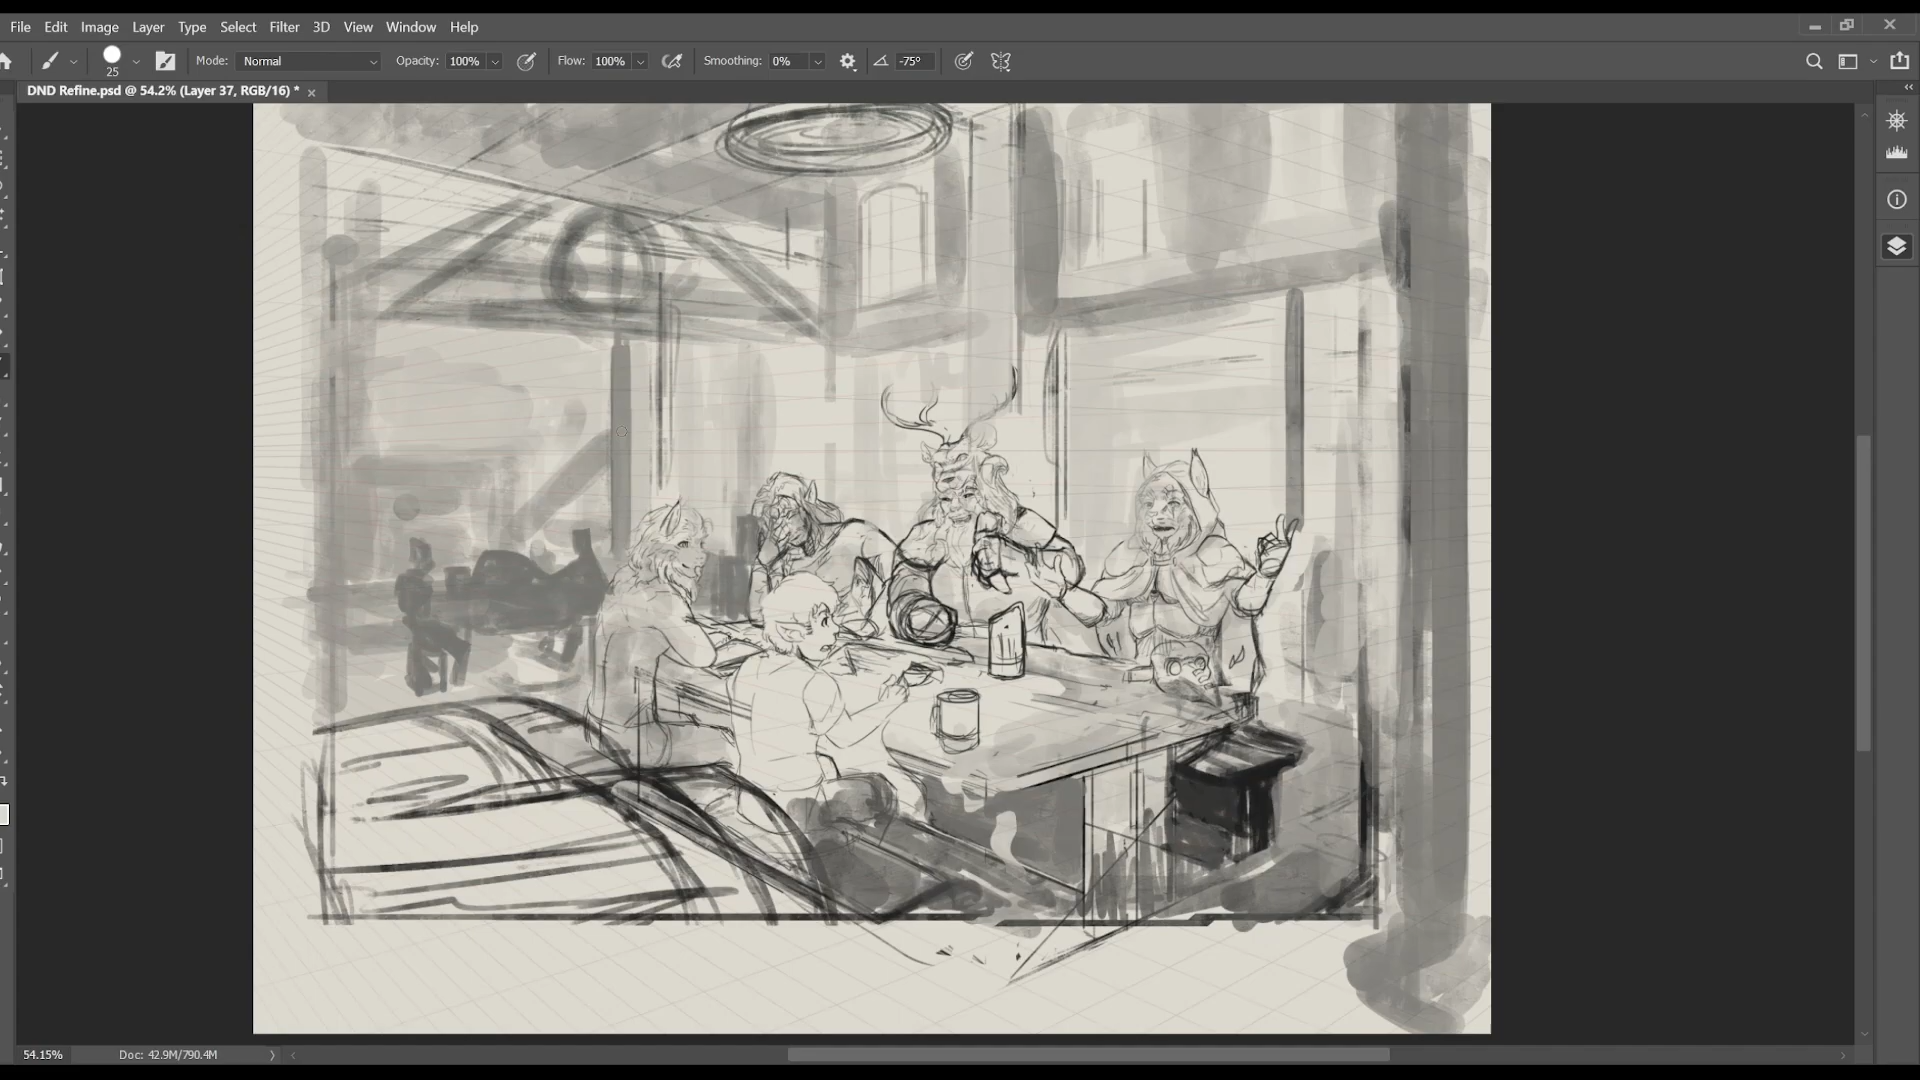 File Edit Image Layer Type Select Filter 3D View Window Help
25 Mode: Normal Opacity: 100% Flow: 100% Smoothing: 0% -75°
DND Refine.psd @ 54.2% (Layer 37, RGB/16) *
54.15% Doc: 42.9M/790.4M